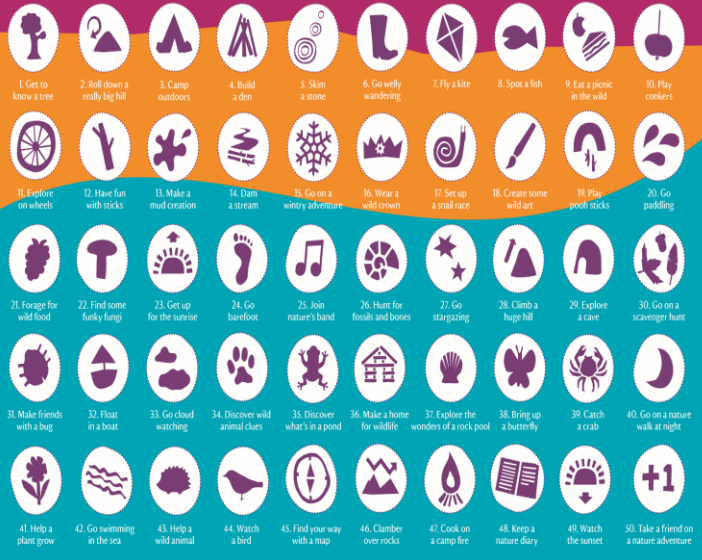 1. Get to
know a tree
2. Roll down a
really big hill
3. Camp
outdoors
4. Build
a den
5. Skim
a stone
6. Go welly
wandering
7. Fly a kite
8. Spot a fish
9. Eat a picnic
in the wild
10. Play
conkers
11. Explore
on wheels
12. Have fun
with sticks
13. Make a
mud creation
14. Dam
a stream
15. Go on a
wintry adventure
16. Wear a
wild crown
17. Set up
a snail race
18. Create some
wild art
19. Play
pooh sticks
20. Go
paddling
21. Forage for
wild food
22. Find some
funky fungi
23. Get up
for the sunrise
24. Go
barefoot
25. Join
nature's band
26. Hunt for
fossils and bones
27. Go
stargazing
28. Climb a
huge hill
29. Explore
a cave
30. Go on a
scavenger hunt
31. Make friends
with a bug
32. Float
in a boat
33. Go cloud
watching
34. Discover wild
animal clues
35. Discover
what's in a pond
36. Make a home
for wildlife
37. Explore the
wonders of a rock pool
38. Bring up
a butterfly
39. Catch
a crab
40. Go on a nature
walk at night
+1
41. Help a
plant grow
42. Go swimming
in the sea
43. Help a
wild animal
44. Watch
a bird
45. Find your way
with a map
46. Clamber
over rocks
47. Cook on
a camp fire
48. Keep a
nature diary
49. Watch
the sunset
50. Take a friend on
a nature adventure